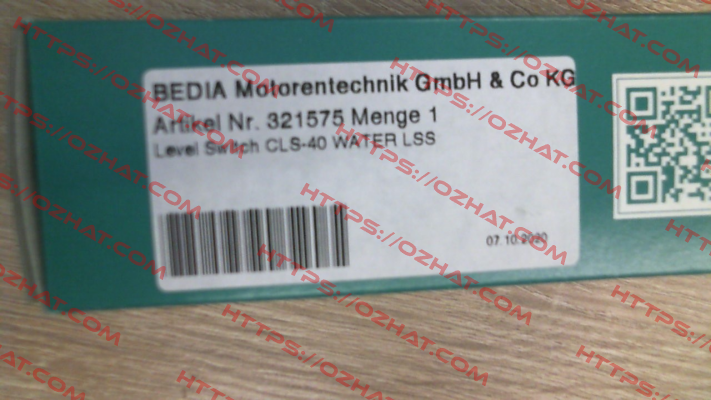 BEDIA Motorentechnik GmbH & Co KG
Artikel Nr. 321575 Menge 1
Level Switch CLS-40 WATER LSS
07.10.2020
HTTPS://OZHAT.COM